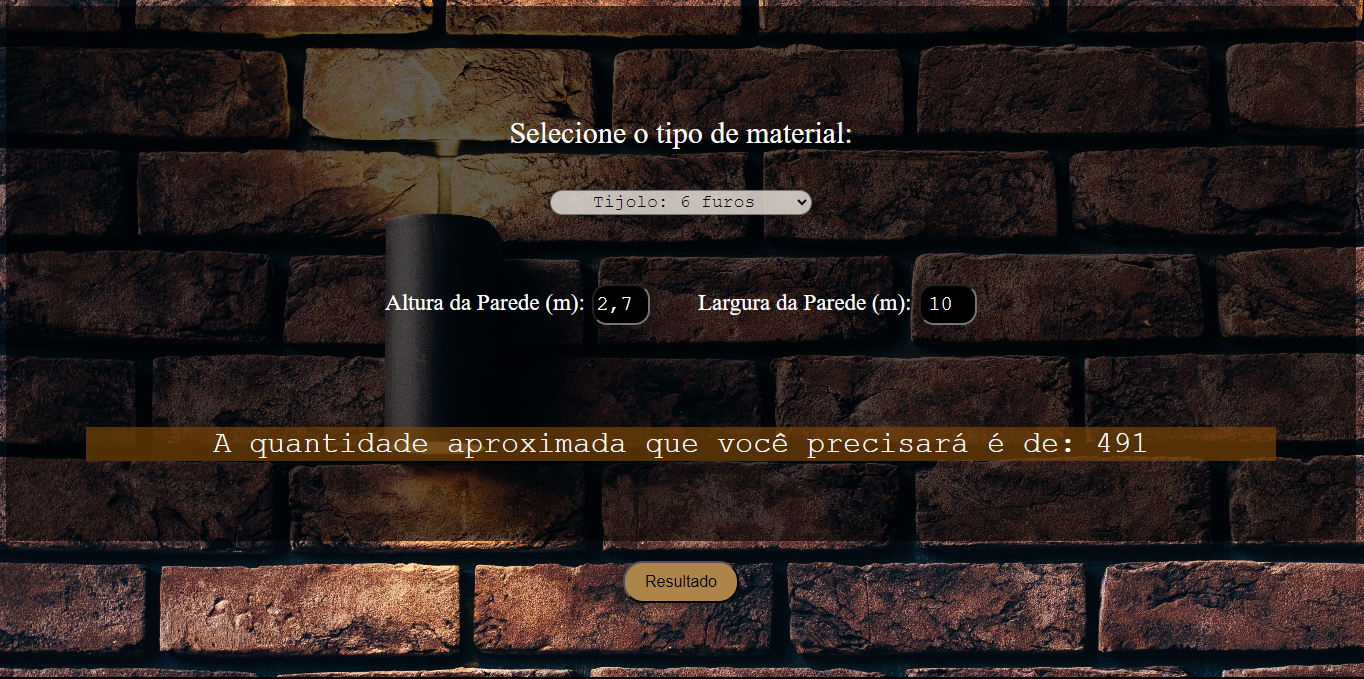 Selecione o tipo de material:
Tijolo: 6 furos
Altura da Parede (m): 2,7 Largura da Parede (m): 10
A quantidade aproximada que você precisará é de: 491
Resultado